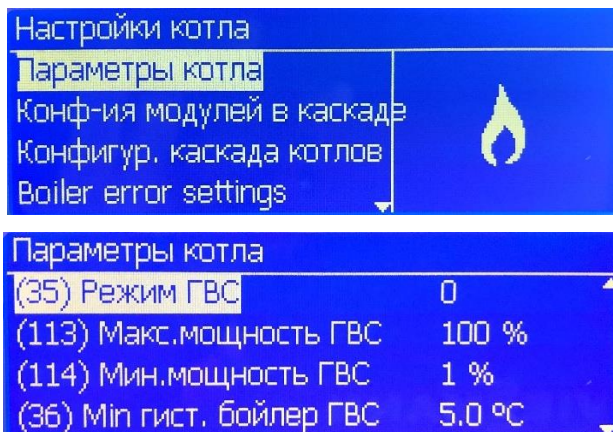 Настройки котла
Параметры котла
Конф-ия модулей в каскаде
Конфигур. каскада котлов
Boiler error settings
Параметры котла
(35) Режим ГВС 0
(113) Макс.мощность ГВС 100 %
(114) Мин.мощность ГВС 1 %
(36) Min гист. бойлер ГВС 5.0 °C